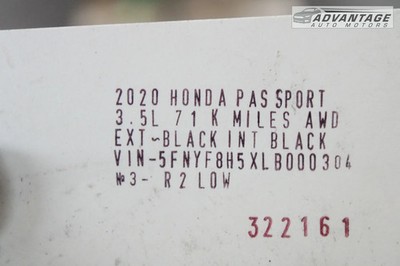 ADVANTAGE
AUTO MOTORS
2020 HONDA PASSPORT
3.5L 71 K MILES AWD
EXT~BLACK INT BLACK
VIN-5FNYF8H5XLB000304
№3- R2 LOW
322161